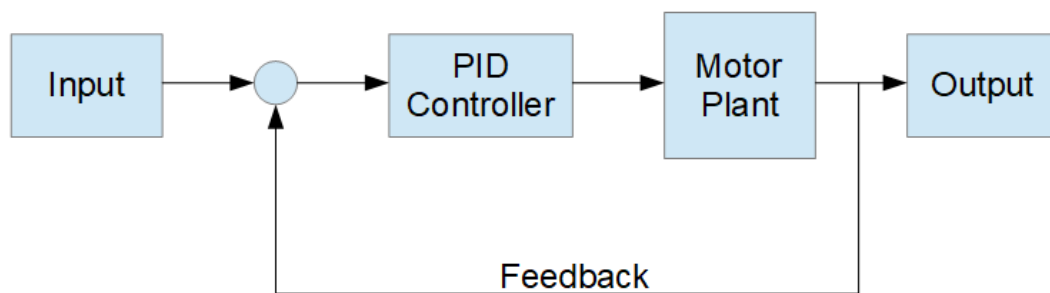 Input
PID
Controller
Motor
Plant
Output
Feedback